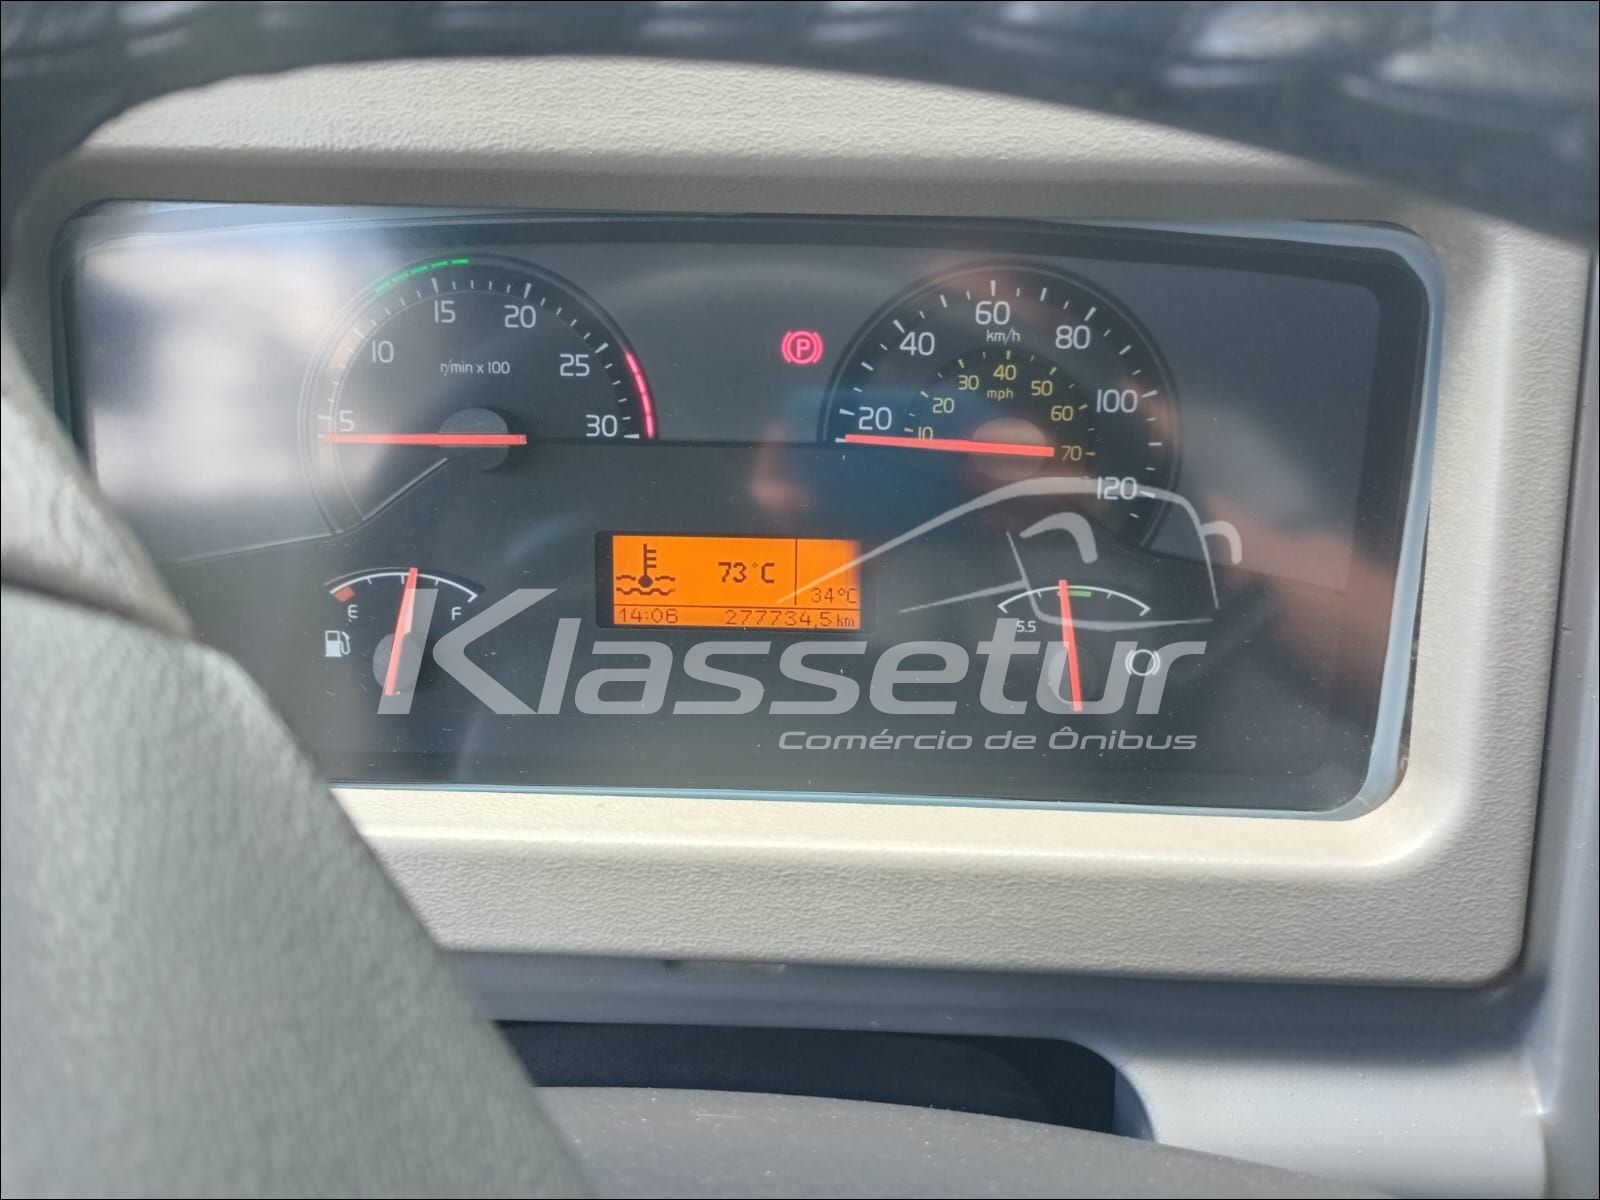 5
10
15
20
25
30
r/min x 100
P
20
40
60
80
100
120
km/h
10
20
30
40
50
60
70
mph
E
F
73°C
34°C
14:06 277734,5 km
5.5
Klassetur
Comércio de Ônibus